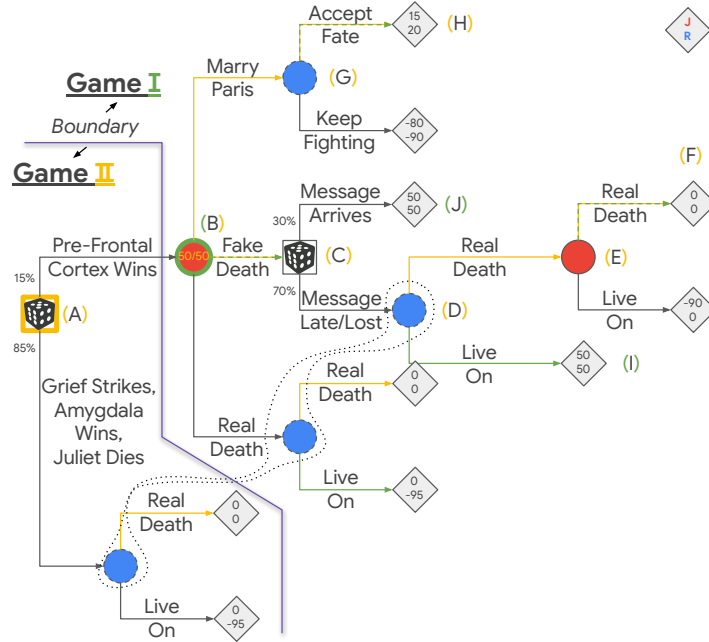 Accept
Fate
15
20
(H)
J
R
Marry
Paris
(G)
Game I
Keep
Fighting
-80
-90
Boundary
Game II
(F)
Message
Arrives
30%
50
50
(J)
Real
Death
0
0
(B)
Pre-Frontal
Cortex Wins
50/50
Fake
Death
(C)
Real
Death
(E)
15%
(A)
70%
Message
Late/Lost
(D)
Live
On
-90
0
85%
Live
On
50
50
(I)
Grief Strikes,
Amygdala
Wins,
Juliet Dies
Real
Death
0
0
Real
Death
Live
On
0
-95
Real
Death
0
0
Live
On
0
-95